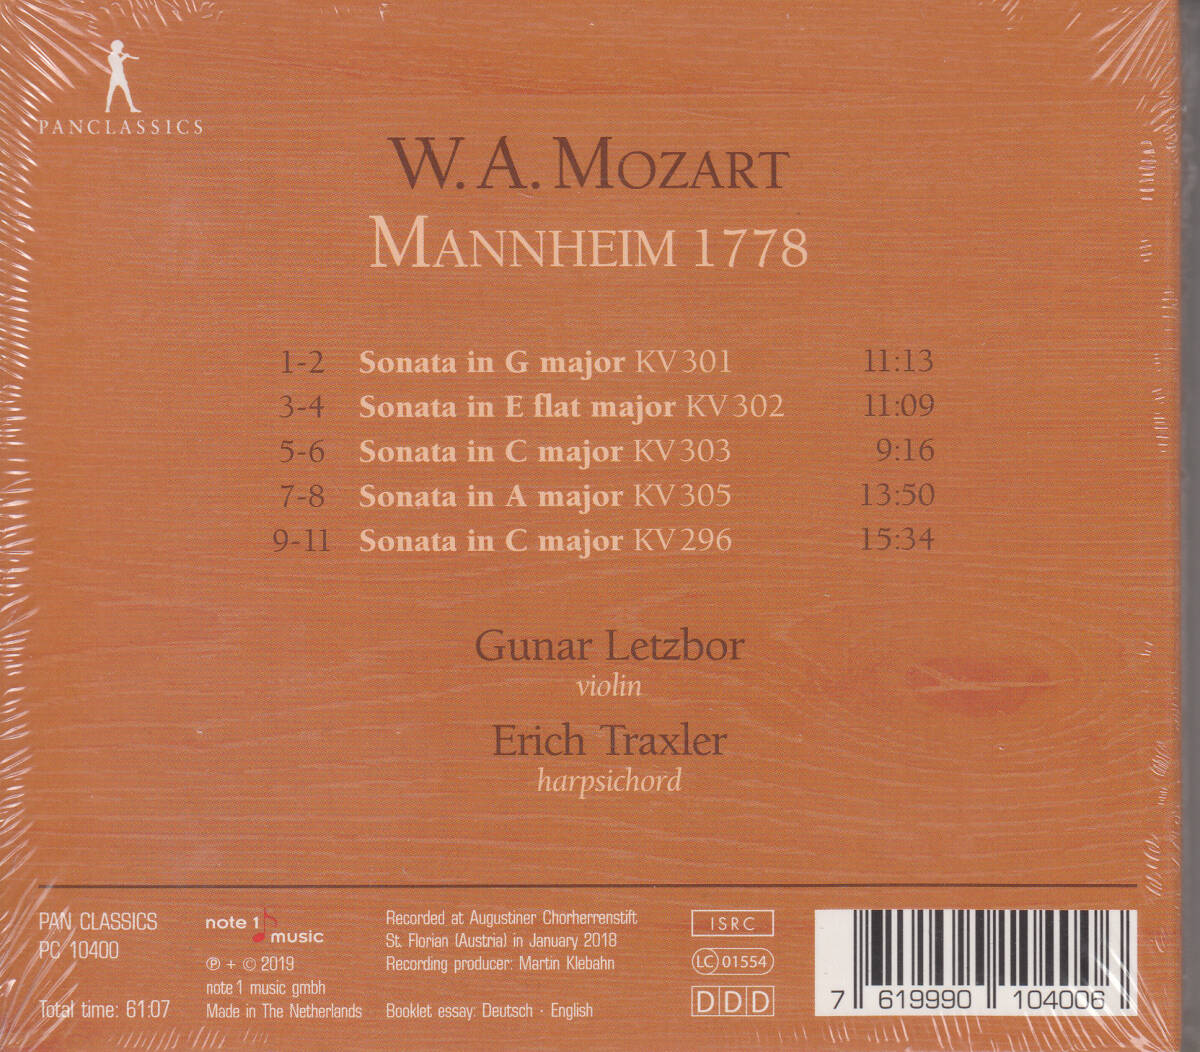 PANCLASSICS
W. A. MOZART
MANNHEIM 1778
1-2 Sonata in G major KV 301 11:13
3-4 Sonata in E flat major KV 302 11:09
5-6 Sonata in C major KV 303 9:16
7-8 Sonata in A major KV 305 13:50
9-11 Sonata in C major KV 296 15:34
Gunar Letzbor
violin
Erich Traxler
harpsichord
PAN CLASSICS
PC 10400
Total time: 61:07
note 1 music
℗ + © 2019
note 1 music gmbh
Made in The Netherlands
Recorded at Augustiner Chorherrenstift
St. Florian (Austria) in January 2018
Recording producer: Martin Klebahn
Booklet essay: Deutsch · English
ISRC
LC 01554
DDD
7 619990 104006